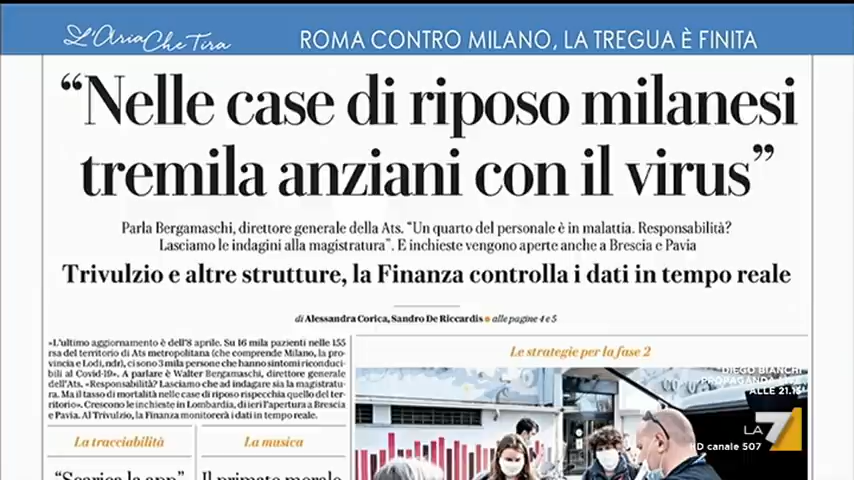 L'Aria Che Tira
ROMA CONTRO MILANO, LA TREGUA È FINITA
“Nelle case di riposo milanesi
tremila anziani con il virus”
Parla Bergamaschi, direttore generale della Ats. “Un quarto del personale è in malattia. Responsabilità?
Lasciamo le indagini alla magistratura”. E inchieste vengono aperte anche a Brescia e Pavia
Trivulzio e altre strutture, la Finanza controlla i dati in tempo reale
di Alessandra Corica, Sandro De Riccardis ● alle pagine 4 e 5
«L'ultimo aggiornamento è dell'8 aprile. Su 16 mila pazienti nelle 155
rsa del territorio di Ats metropolitana (che comprende Milano, la pro-
vincia e Lodi, ndr), ci sono 3 mila persone che hanno sintomi riconduci-
bili al Covid-19». A parlare è Walter Bergamaschi, direttore generale
dell'Ats. «Responsabilità? Lasciamo che ad indagare sia la magistratu-
ra. Ma il tasso di mortalità nelle case di riposo rispecchia quello del ter-
ritorio». Crescono le inchieste in Lombardia, di ieri l'apertura a Brescia
e Pavia. Al Trivulzio, la Finanza monitorerà i dati in tempo reale.
Le strategie per la fase 2
La tracciabilità
La musica
“Scarica la app”
Il primato morale
DIEGO BIANCHI
PROPAGANDA
ALLE 21.15
LA 7
HD canale 507